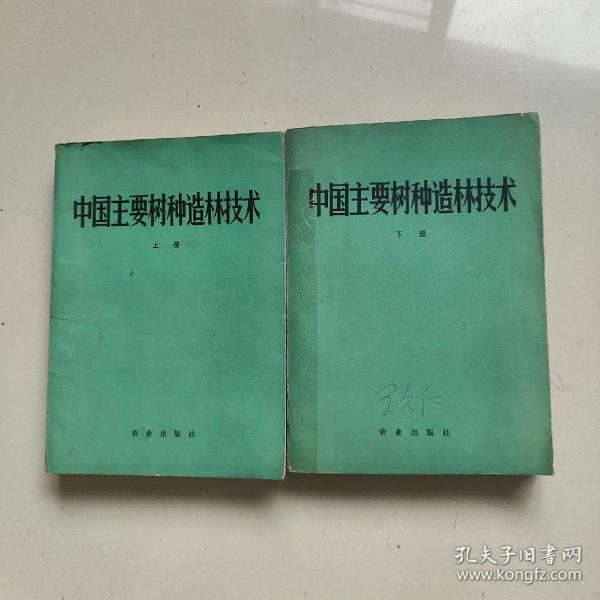 中国主要树种造林技术
上册
农业出版社
中国主要树种造林技术
下册
农业出版社
孔夫子旧書网
www.kongfz.com